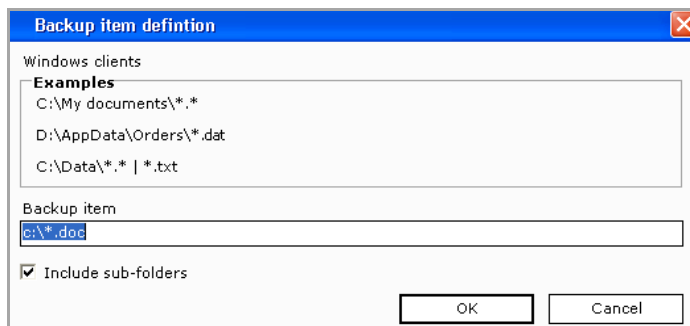 Backup item defintion
Windows clients
Examples
C:\My documents\*.*
D:\AppData\Orders\*.dat
C:\Data\*.* | *.txt
Backup item
c:\*.doc
Include sub-folders
OK
Cancel